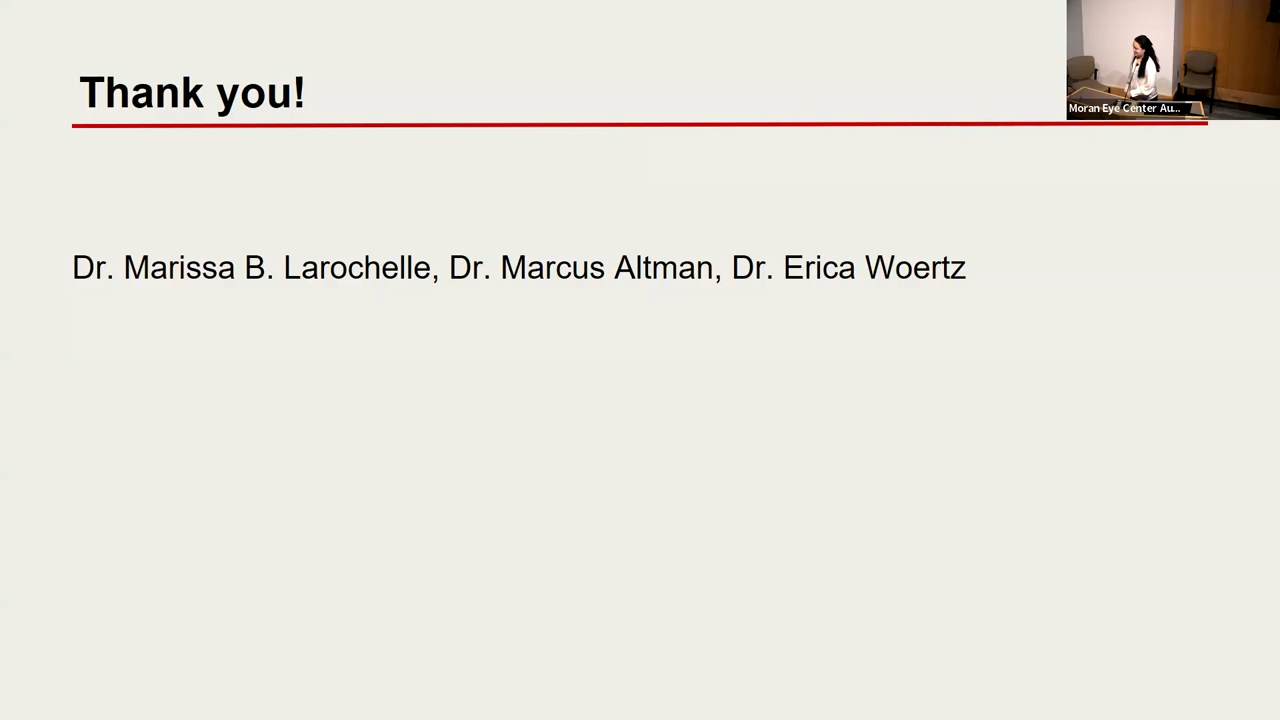 Thank you!
Moran Eye Center Au...
Dr. Marissa B. Larochelle, Dr. Marcus Altman, Dr. Erica Woertz